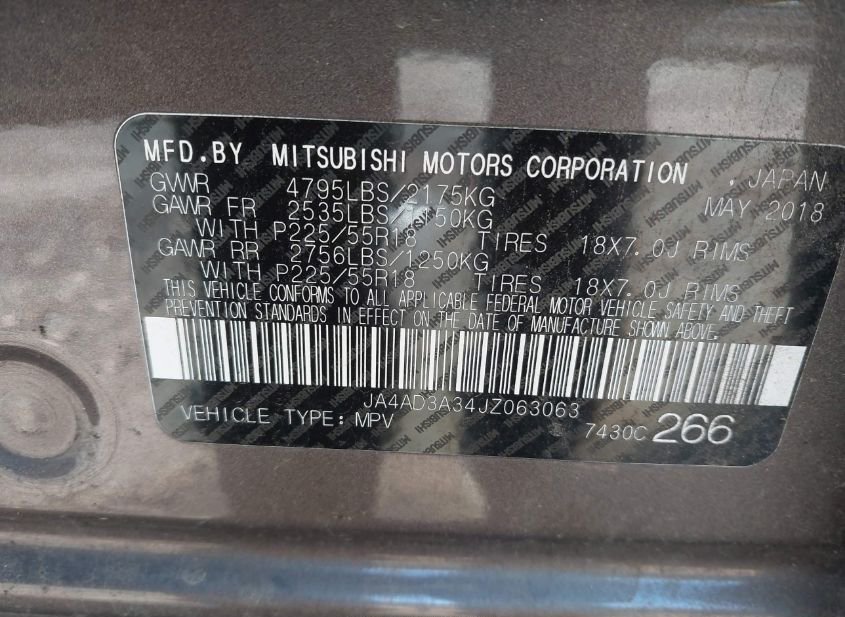 MFD.BY MITSUBISHI MOTORS CORPORATION , JAPAN
GVWR 4795LBS/2175KG MAY 2018
GAWR FR 2535LBS/1150KG
WITH P225/55R18 TIRES 18X7.0J RIMS
GAWR RR 2756LBS/1250KG
WITH P225/55R18 TIRES 18X7.0J RIMS
THIS VEHICLE CONFORMS TO ALL APPLICABLE FEDERAL MOTOR VEHICLE SAFETY AND THEFT
PREVENTION STANDARDS IN EFFECT ON THE DATE OF MANUFACTURE SHOWN ABOVE.
JA4AD3A34JZ063063
VEHICLE TYPE: MPV 7430C 266